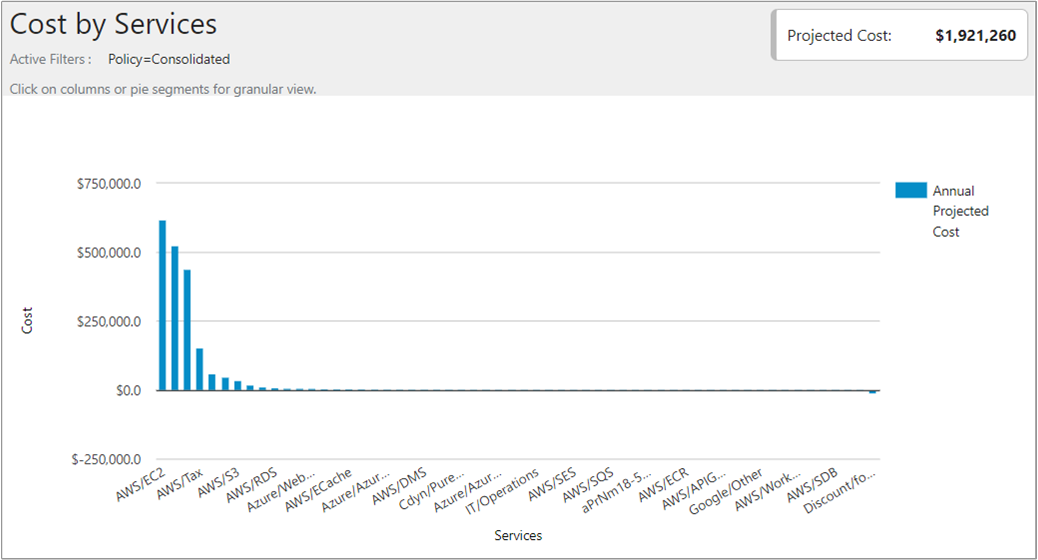 Cost by Services
Projected Cost: $1,921,260
Active Filters : Policy=Consolidated
Click on columns or pie segments for granular view.
$750,000.0
$500,000.0
$250,000.0
$0.0
$-250,000.0
Cost
Annual
Projected
Cost
AWS/EC2
AWS/Tax
AWS/S3
AWS/RDS
Azure/Web...
AWS/ECache
Azure/Azur...
AWS/DMS
Cdyn/Pure...
Azure/Azur...
IT/Operations
AWS/SES
AWS/SQS
aPrNm18-5...
AWS/ECR
AWS/APIG...
Google/Other
AWS/Work...
AWS/SDB
Discount/fo...
Services